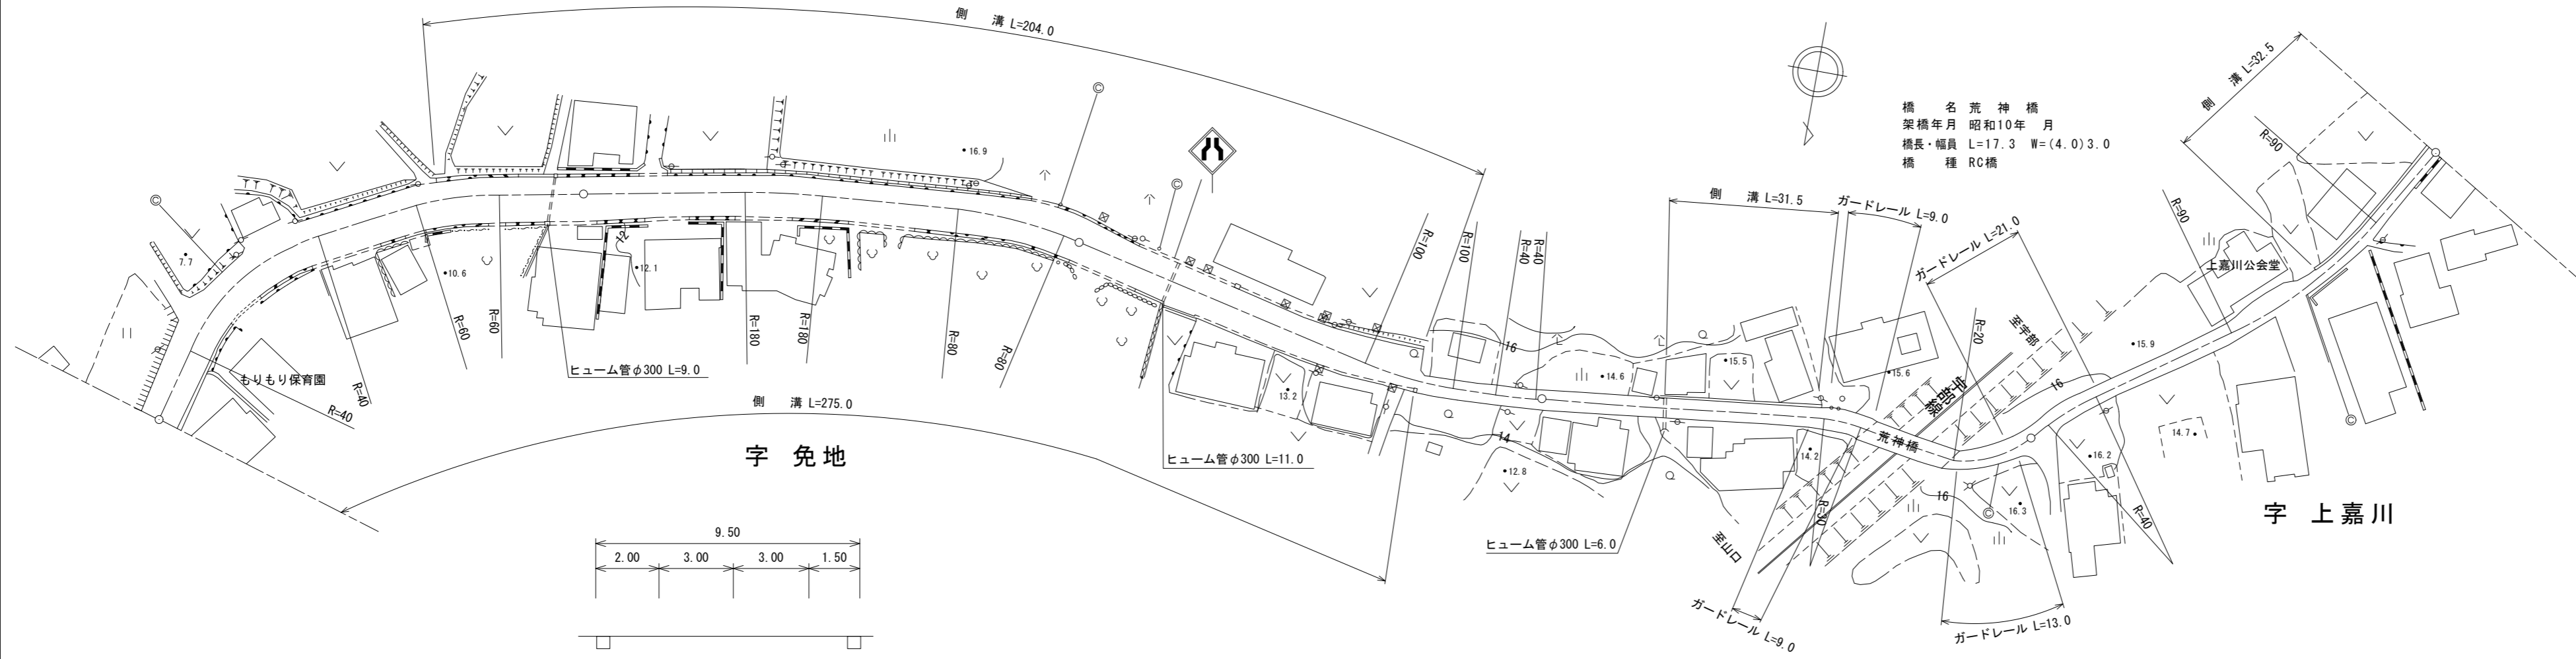 側　溝 L=204.0
橋　　名 荒 神 橋
架橋年月 昭和10年　月
橋長・幅員 L=17.3 W=(4.0)3.0
橋　　種 RC橋
側　溝 L=32.5
R=90
R=90
上嘉川公会堂
側　溝 L=31.5
ガードレール L=9.0
ガードレール L=21.0
R=20
至宇部
宇部線
荒神橋
至山口
7.7
16.9
10.6
12
12.1
もりもり保育園
R=40
R=40
R=60
R=60
R=180
R=180
R=80
R=80
R=100
R=100
R=40
R=40
ヒューム管φ300 L=9.0
側　溝 L=275.0
字 免地
ヒューム管φ300 L=11.0
13.2
16
14
14.6
15.5
12.8
15.6
14.2
R=30
ヒューム管φ300 L=6.0
16
15.9
16
16.3
16.2
14.7
R=40
字 上嘉川
ガードレール L=9.0
ガードレール L=13.0
9.50
2.00 3.00 3.00 1.50
C
C
C
C
C